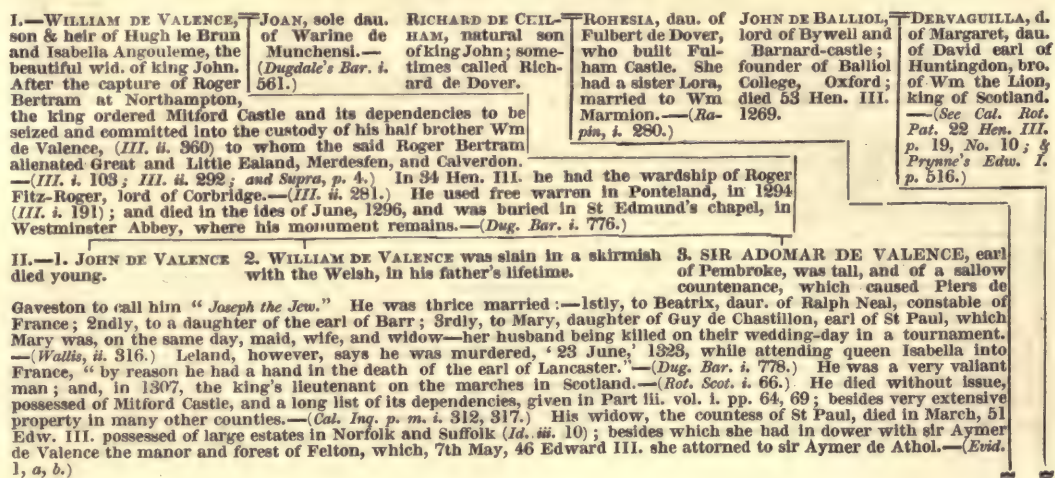 I.—WILLIAM DE VALENCE,
son & heir of Hugh le Brun
and Isabella Angouleme, the
beautiful wid. of king John.
After the capture of Roger
Bertram at Northampton,
JOAN, sole dau.
of Warine de
Munchensi.—
(Dugdale's Bar. i.
561.)
RICHARD DE CHIL-
HAM, natural son
of king John; some-
times called Rich-
ard de Dover.
ROHESIA, dau. of
Fulbert de Dover,
who built Ful-
ham Castle. She
had a sister Lora,
married to Wm
Marmion.—(Ra-
pin, i. 280.)
JOHN DE BALLIOL,
lord of Bywell and
Barnard-castle;
founder of Balliol
College, Oxford;
died 53 Hen. III.
1269.
DERVAGUILLA, d.
of Margaret, dau.
of David earl of
Huntingdon, bro.
of Wm the Lion,
king of Scotland.
—(See Cal. Rot.
Pat. 22 Hen. III.
p. 19, No. 10; &
Prynne's Edw. I.
p. 516.)
the king ordered Mitford Castle and its dependencies to be
seized and committed into the custody of his half brother Wm
de Valence, (III. ii. 360) to whom the said Roger Bertram
alienated Great and Little Ealand, Merdesfen, and Calverdon.
—(III. i. 103; III. ii. 292; and Supra, p. 4.) In 34 Hen. III. he had the wardship of Roger
Fitz-Roger, lord of Corbridge.—(III. ii. 281.) He used free warren in Ponteland, in 1294
(III. i. 191); and died in the ides of June, 1296, and was buried in St Edmund's chapel, in
Westminster Abbey, where his monument remains.—(Dug. Bar. i. 776.)
II.—1. JOHN DE VALENCE
died young.
2. WILLIAM DE VALENCE was slain in a skirmish
with the Welsh, in his father's lifetime.
3. SIR ADOMAR DE VALENCE, earl
of Pembroke, was tall, and of a sallow
countenance, which caused Piers de
Gaveston to call him "Joseph the Jew." He was thrice married:—1stly, to Beatrix, daur. of Ralph Neal, constable of
France; 2ndly, to a daughter of the earl of Barr; 3rdly, to Mary, daughter of Guy de Chastillon, earl of St Paul, which
Mary was, on the same day, maid, wife, and widow—her husband being killed on their wedding-day in a tournament.
—(Wallis, ii. 316.) Leland, however, says he was murdered, '23 June,' 1323, while attending queen Isabella into
France, "by reason he had a hand in the death of the earl of Lancaster."—(Dug. Bar. i. 778.) He was a very valiant
man; and, in 1307, the king's lieutenant on the marches in Scotland.—(Rot. Scot. i. 66.) He died without issue,
possessed of Mitford Castle, and a long list of its dependencies, given in Part iii. vol. i. pp. 64, 69; besides very extensive
property in many other counties.—(Cal. Inq. p. m. i. 312, 317.) His widow, the countess of St Paul, died in March, 51
Edw. III. possessed of large estates in Norfolk and Suffolk (Id. iii. 10); besides which she had in dower with sir Aymer
de Valence the manor and forest of Felton, which, 7th May, 46 Edward III. she attorned to sir Aymer de Athol.—(Evid.
1, a, b.)